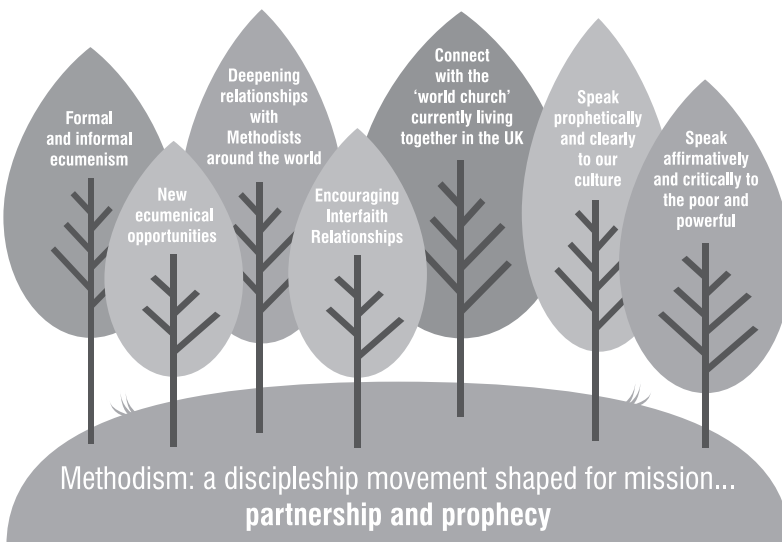 Formal
and informal
ecumenism
New
ecumenical
opportunities
Deepening
relationships
with
Methodists
around the world
Encouraging
Interfaith
Relationships
Connect
with the
‘world church’
currently living
together in the UK
Speak
prophetically
and clearly
to our
culture
Speak
affirmatively
and critically to
the poor and
powerful
Methodism: a discipleship movement shaped for mission...
partnership and prophecy